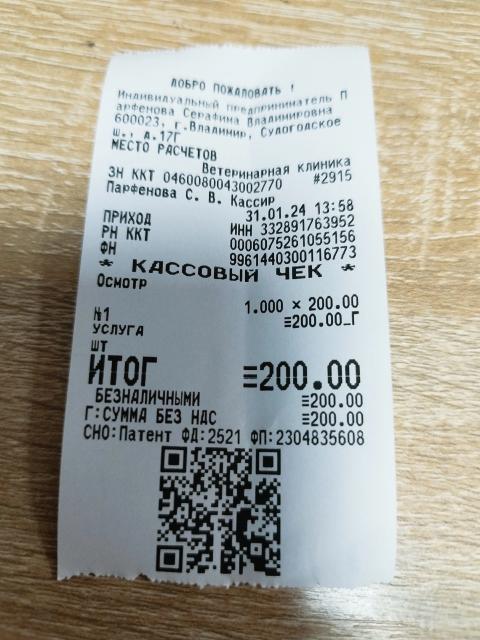 ДОБРО ПОЖАЛОВАТЬ !
Индивидуальный предприниматель П
арфенова Серафина Владимировна
600023, г.Владимир, Судогодское
ш., д.17Г
МЕСТО РАСЧЕТОВ
Ветеринарная клиника
ЗН ККТ 0460080043002770 #2915
Парфенова С. В. Кассир
31.01.24 13:58
ПРИХОД ИНН 332891763952
РН ККТ 0006075261055156
ФН 9961440300116773
* КАССОВЫЙ ЧЕК *
Осмотр
1.000 × 200.00
№1 ≡200.00_Г
УСЛУГА
шт
ИТОГ ≡200.00
БЕЗНАЛИЧНЫМИ ≡200.00
Г:СУММА БЕЗ НДС ≡200.00
СНО:Патент ФД:2521 ФП:2304835608